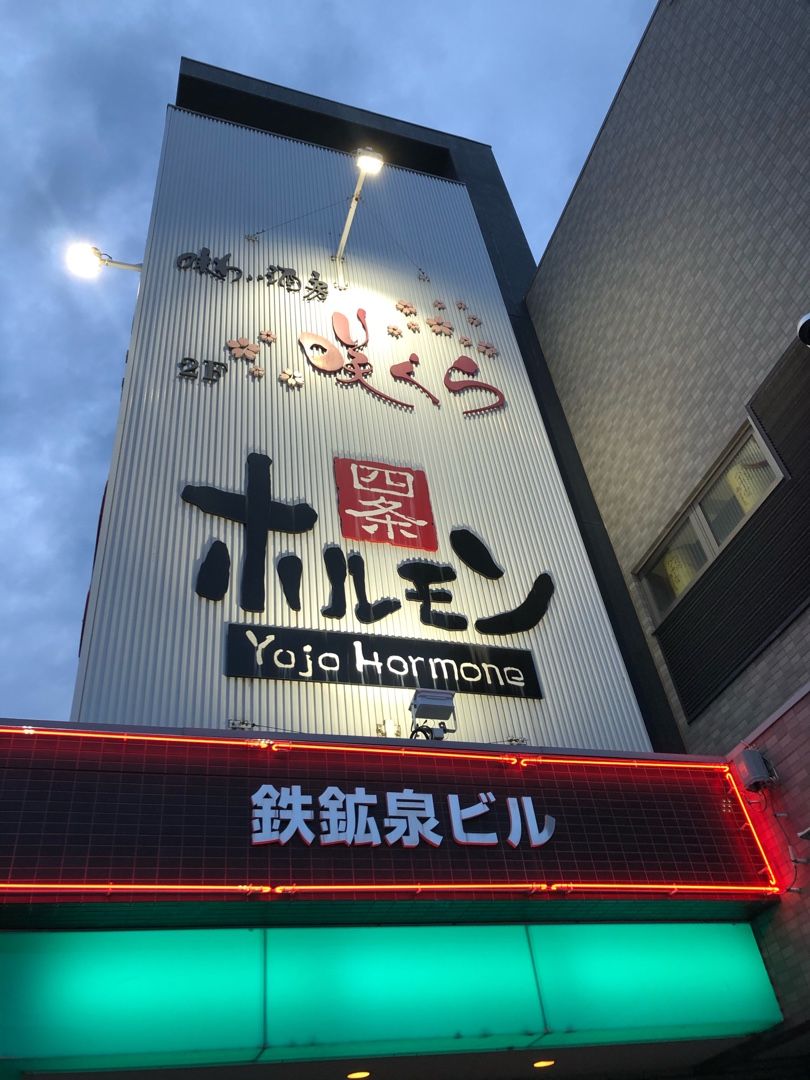 味わい酒房
咲くら
2F
四条
ホルモン
Yojo Hormone
鉄鉱泉ビル